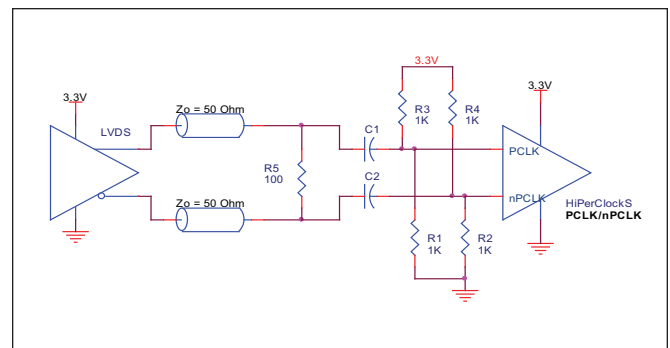 3.3V
LVDS
Zo = 50 Ohm
Zo = 50 Ohm
R5
100
C1
C2
3.3V
R3
1K
R4
1K
R1
1K
R2
1K
3.3V
PCLK
nPCLK
HiPerClockS
PCLK/nPCLK